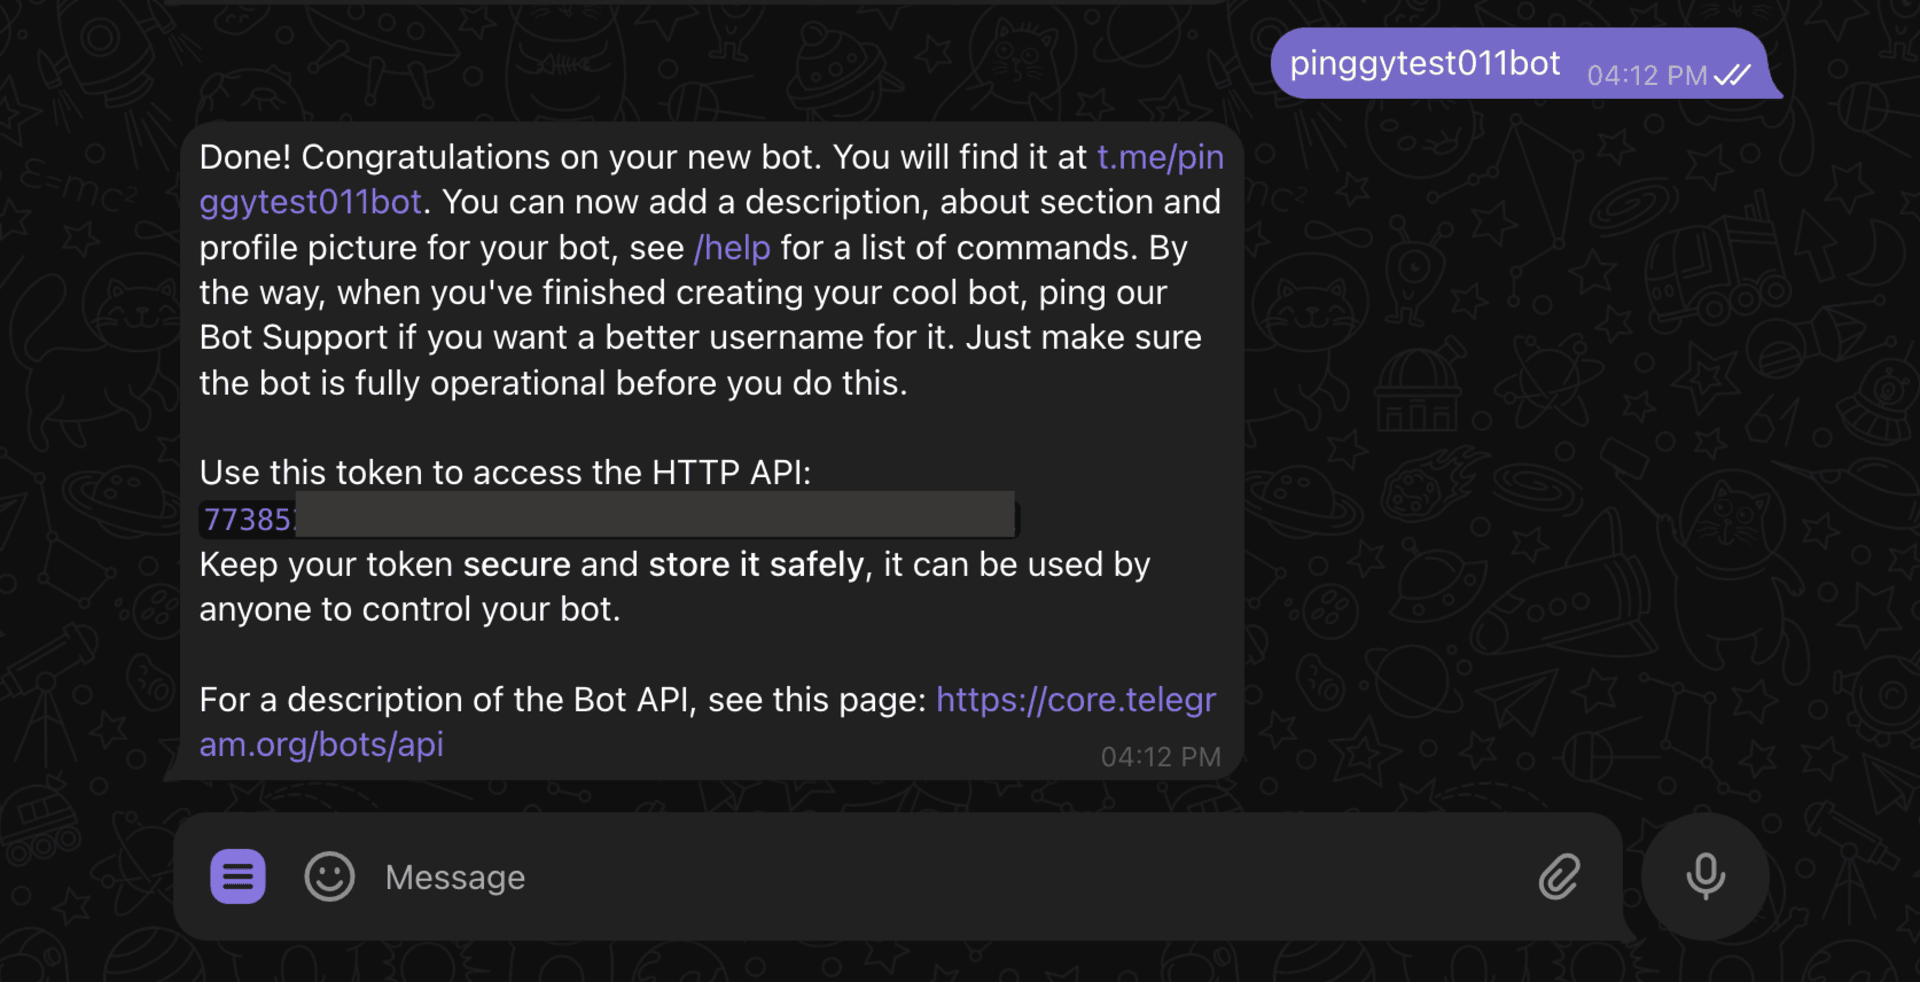 pinggytest011bot 04:12 PM
Done! Congratulations on your new bot. You will find it at t.me/pin
ggytest011bot. You can now add a description, about section and
profile picture for your bot, see /help for a list of commands. By
the way, when you've finished creating your cool bot, ping our
Bot Support if you want a better username for it. Just make sure
the bot is fully operational before you do this.
Use this token to access the HTTP API:
77385
Keep your token secure and store it safely, it can be used by
anyone to control your bot.
For a description of the Bot API, see this page: https://core.telegr
am.org/bots/api
04:12 PM
Message